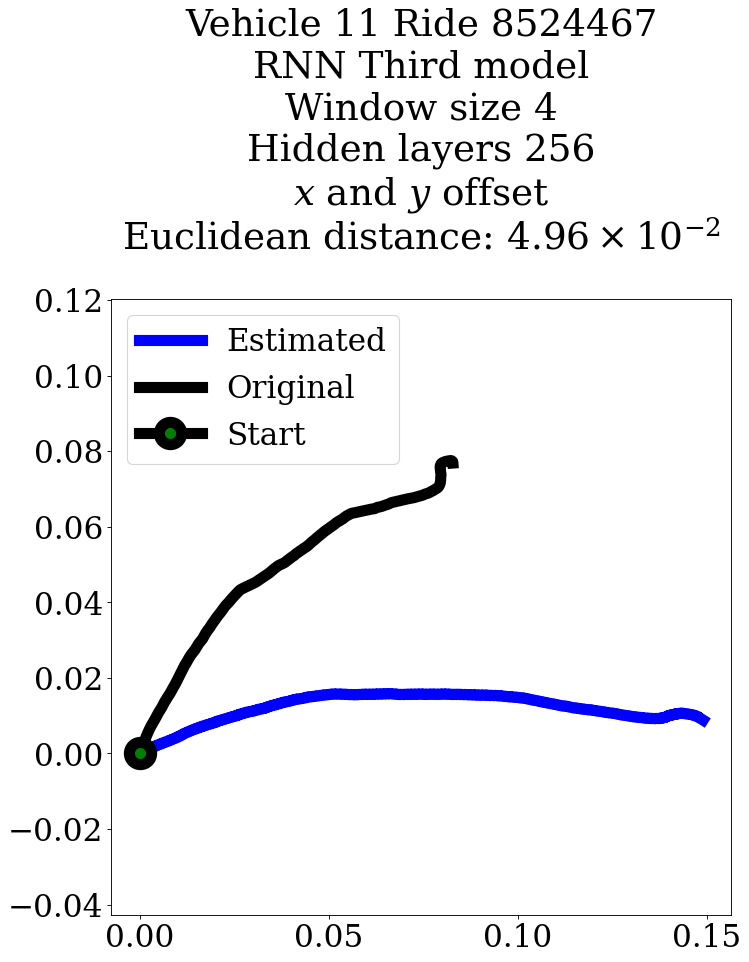 Vehicle 11 Ride 8524467
RNN Third model
Window size 4
Hidden layers 256
x and y offset
Euclidean distance: 4.96 × 10⁻²
0.12
0.10
0.08
0.06
0.04
0.02
0.00
−0.02
−0.04
Estimated
Original
Start
0.00 0.05 0.10 0.15